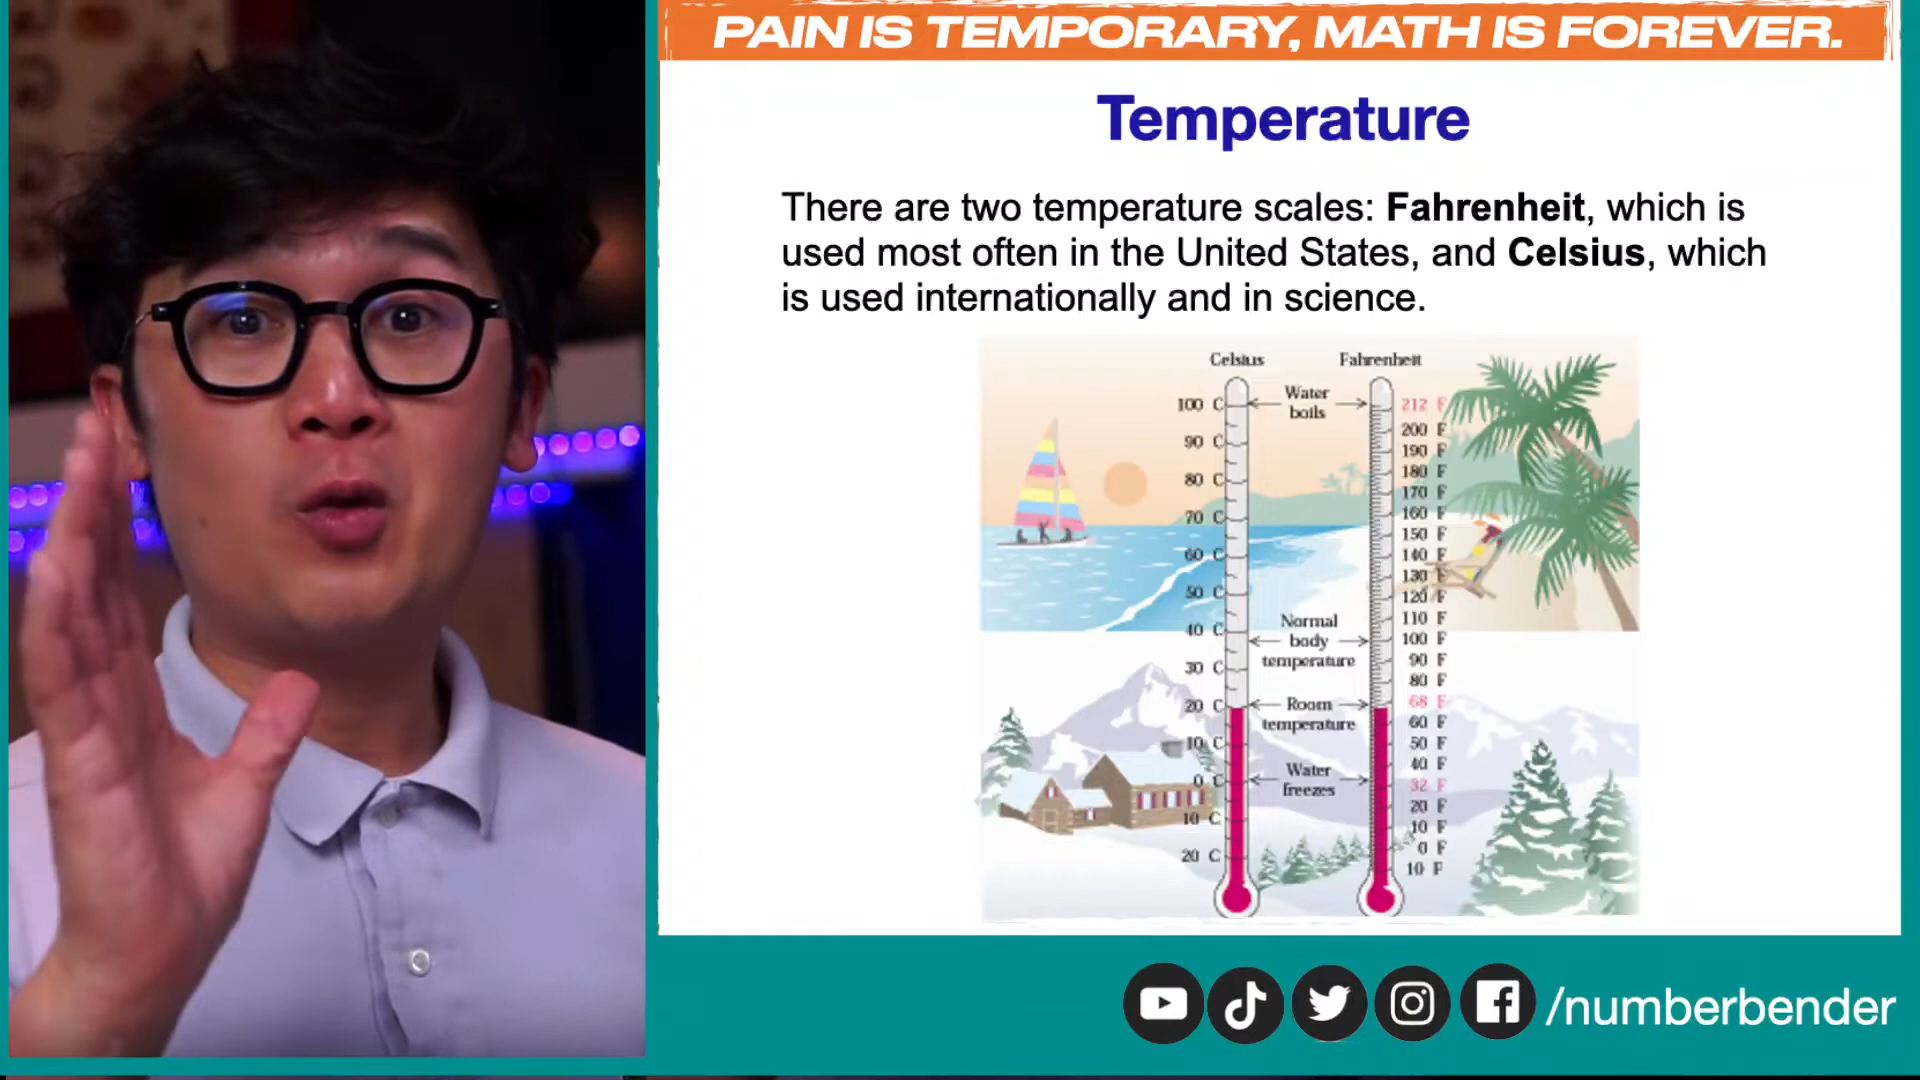 PAIN IS TEMPORARY, MATH IS FOREVER.
Temperature
There are two temperature scales: Fahrenheit, which is
used most often in the United States, and Celsius, which
is used internationally and in science.
Celsius
Fahrenheit
100 C
90 C
80 C
70 C
60 C
50 C
40 C
30 C
20 C
10 C
0 C
10 C
20 C
Water
boils
Normal
body
temperature
Room
temperature
Water
freezes
212 F
200 F
190 F
180 F
170 F
160 F
150 F
140 F
130 F
120 F
110 F
100 F
90 F
80 F
68 F
60 F
50 F
40 F
32 F
20 F
10 F
0 F
10 F
/numberbender